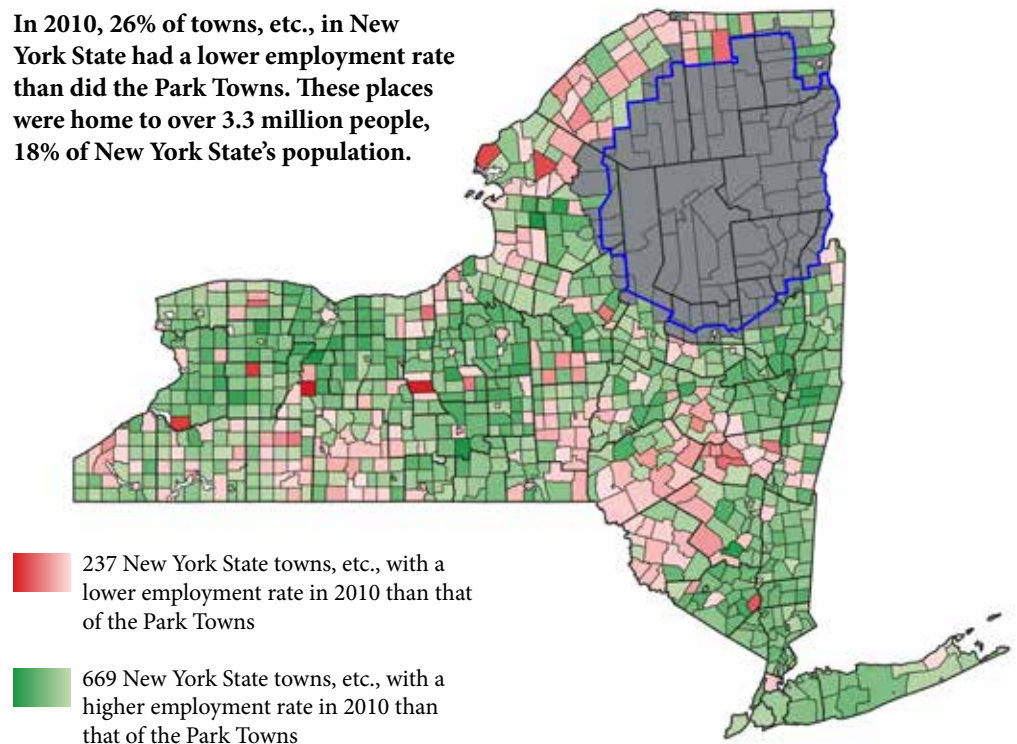 In 2010, 26% of towns, etc., in New
York State had a lower employment rate
than did the Park Towns. These places
were home to over 3.3 million people,
18% of New York State’s population.
237 New York State towns, etc., with a
lower employment rate in 2010 than that
of the Park Towns
669 New York State towns, etc., with a
higher employment rate in 2010 than
that of the Park Towns